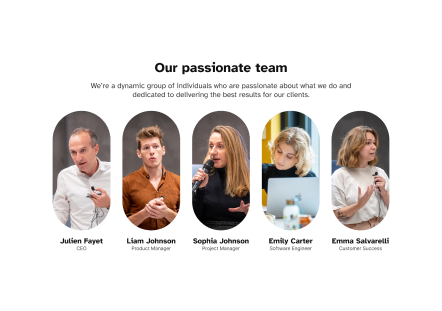 Our passionate team
We're a dynamic group of individuals who are passionate about what we do and
dedicated to delivering the best results for our clients.
Julien Fayet
CEO
Liam Johnson
Product Manager
Sophia Johnson
Project Manager
Emily Carter
Software Engineer
Emma Salvarelli
Customer Success